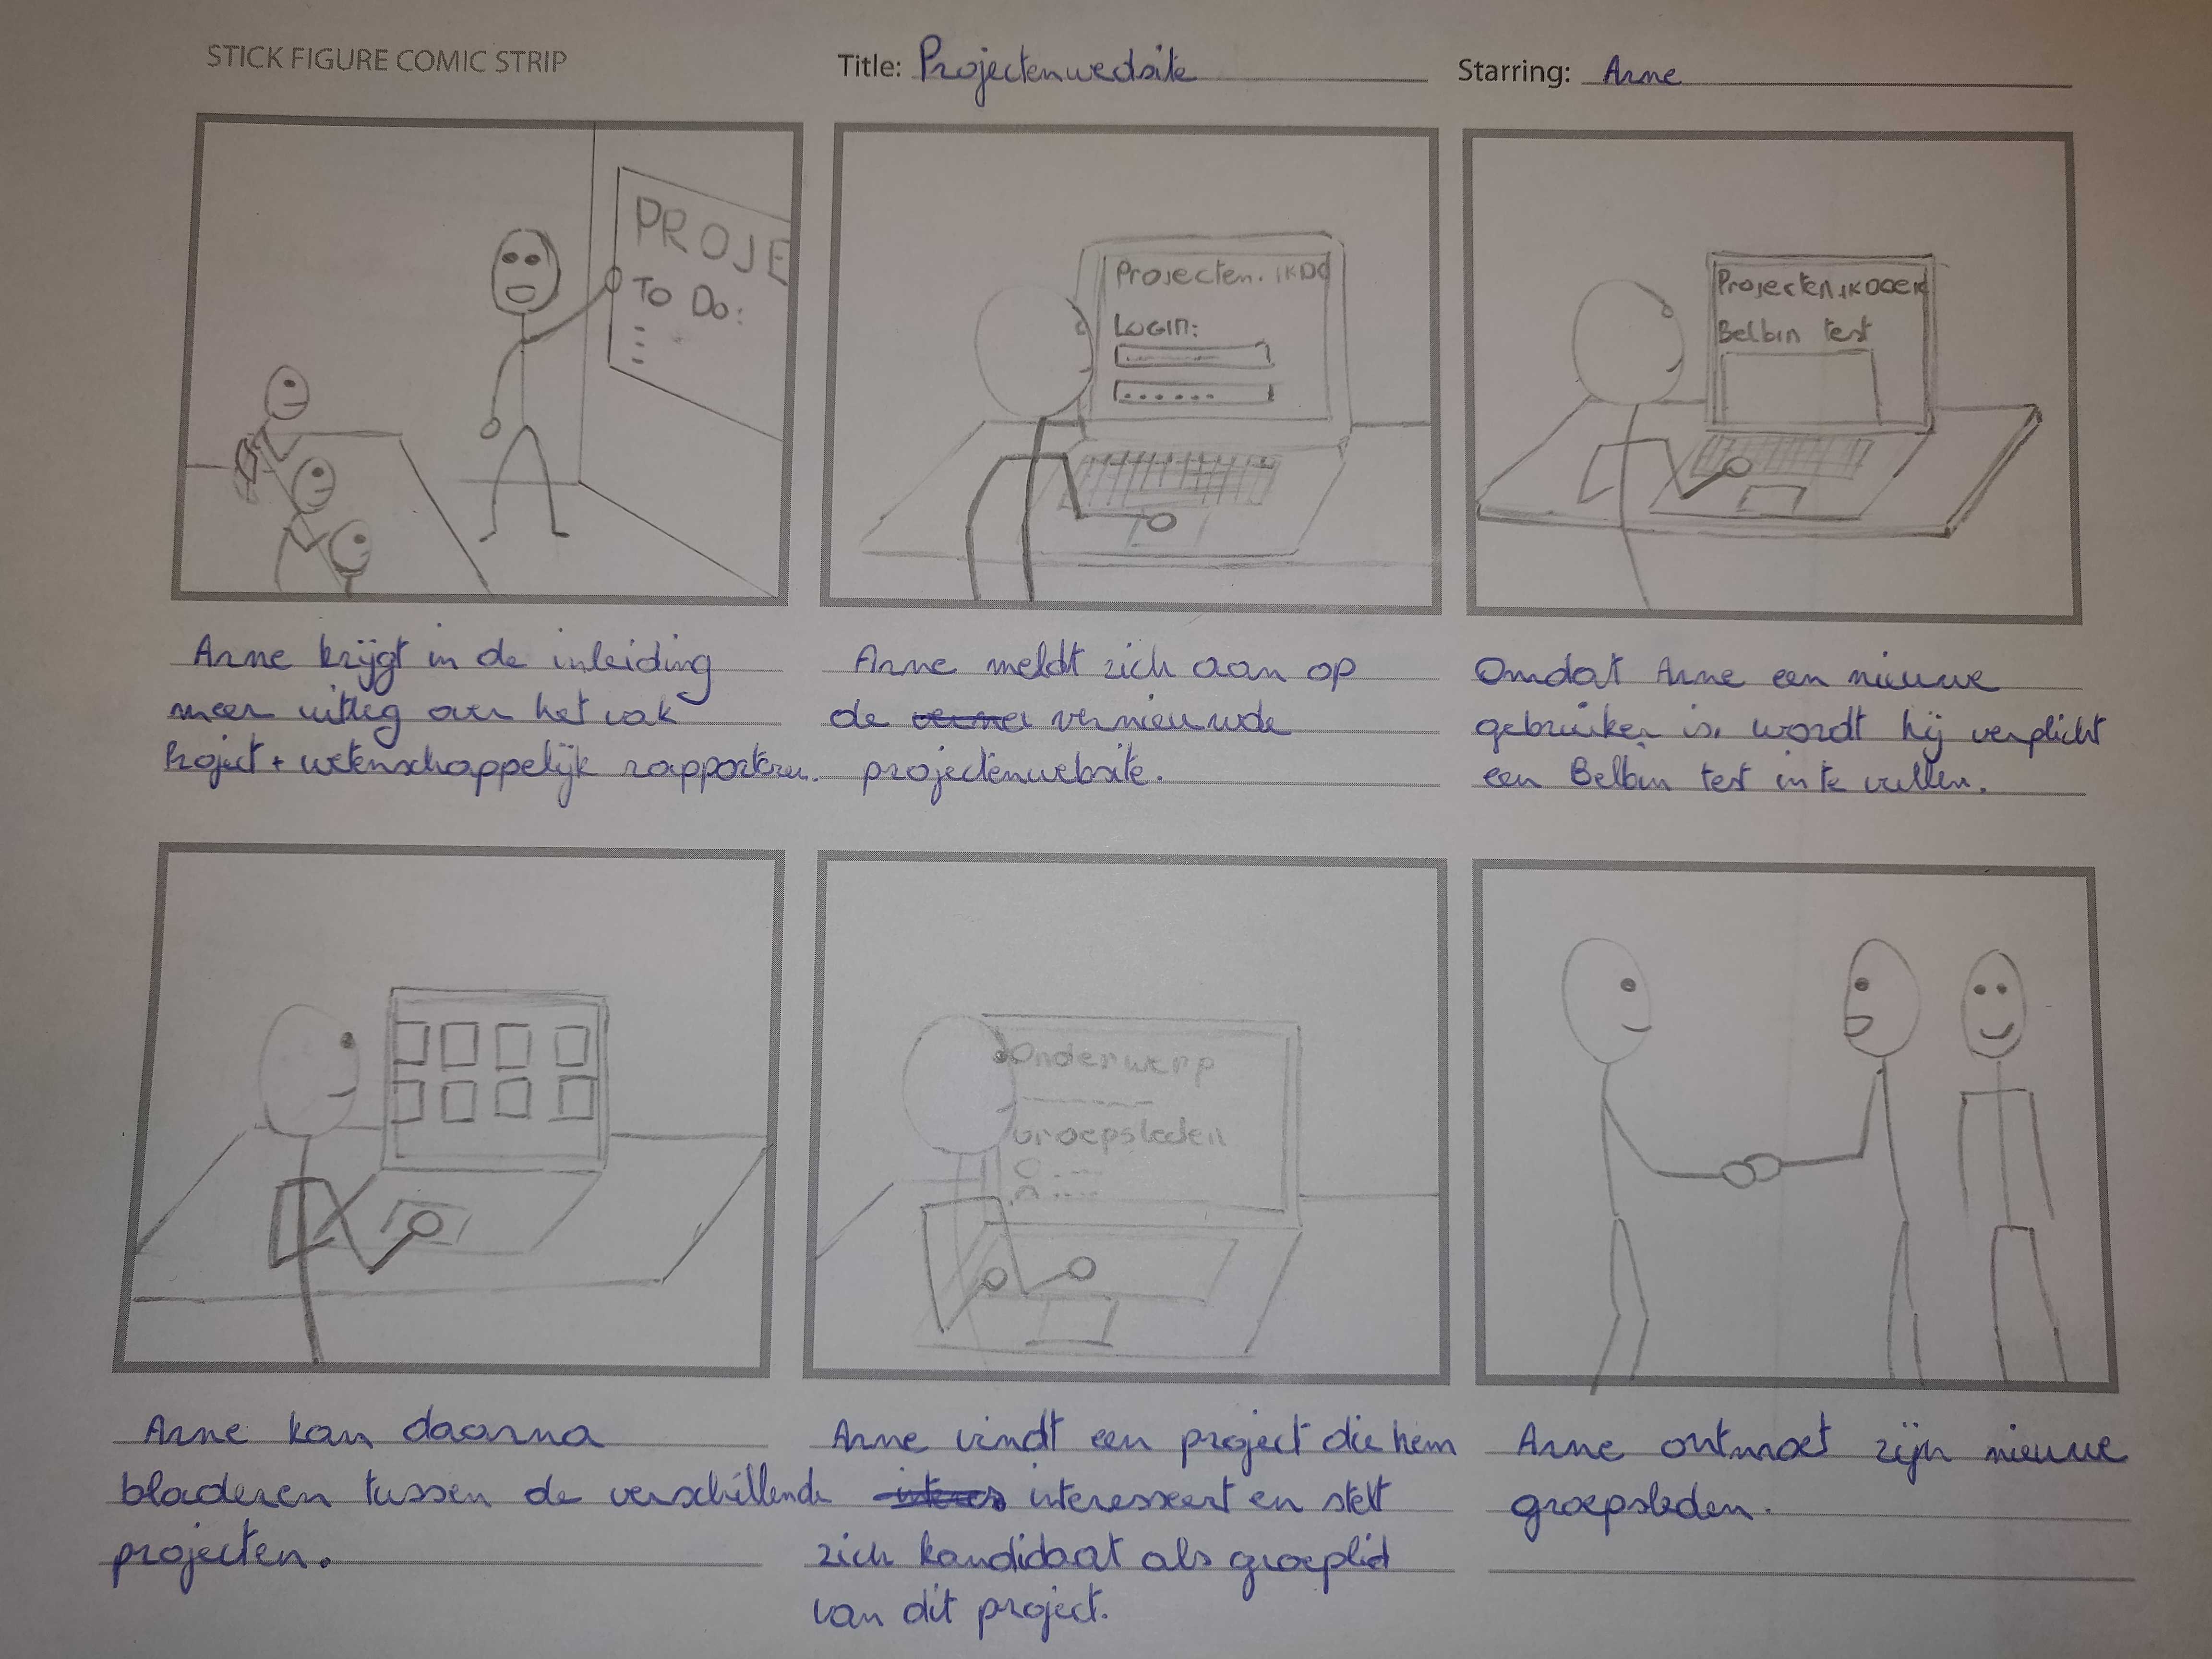 STICK FIGURE COMIC STRIP
Title: Projectenwebsite
Starring: Arne
PROJE
TO DO:
Projecten.IKDO
LOGIN:
Projecten.IKDOEIC
Belbin test
Arne krijgt in de inleiding
meer uitleg over het vak
Project + wetenschappelijk rapporteren.
Arne meldt zich aan op
de vernieuwde
projectenwebsite.
Omdat Arne een nieuwe
gebruiker is, wordt hij verplicht
een Belbin test in te vullen.
Onderwerp
Groepsleden
Arne kan daarna
bladeren tussen de verschillende
projecten.
Arne vindt een project die hem
interesseert en stelt
zich kandidaat als groeplid
van dit project.
Arne ontmoet zijn nieuwe
groepsleden.